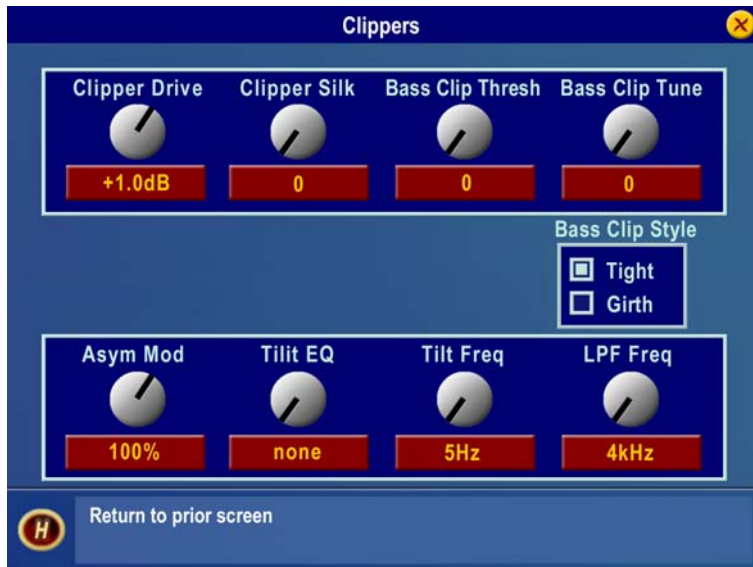 Clippers
Clipper Drive Clipper Silk Bass Clip Thresh Bass Clip Tune
+1.0dB 0 0 0
Bass Clip Style
Tight
Girth
Asym Mod Tilit EQ Tilt Freq LPF Freq
100% none 5Hz 4kHz
H Return to prior screen